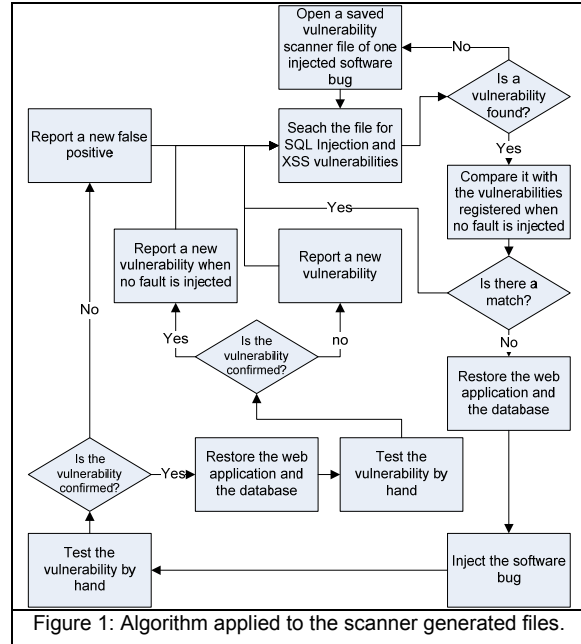 Open a saved
vulnerability
scanner file of one
injected software
bug
No
Is a
vulnerability
found?
Report a new false
positive
Seach the file for
SQL Injection and
XSS vulnerabilities
Yes
Compare it with
the vulnerabilities
registered when
no fault is injected
Yes
Report a new
vulnerability when
no fault is injected
Report a new
vulnerability
Is there a
match?
No
Yes
no
No
Is the
vulnerability
confirmed?
Restore the web
application and
the database
Is the
vulnerability
confirmed?
Yes
Restore the web
application and
the database
Test the
vulnerability by
hand
Test the
vulnerability by
hand
Inject the software
bug
Figure 1: Algorithm applied to the scanner generated files.